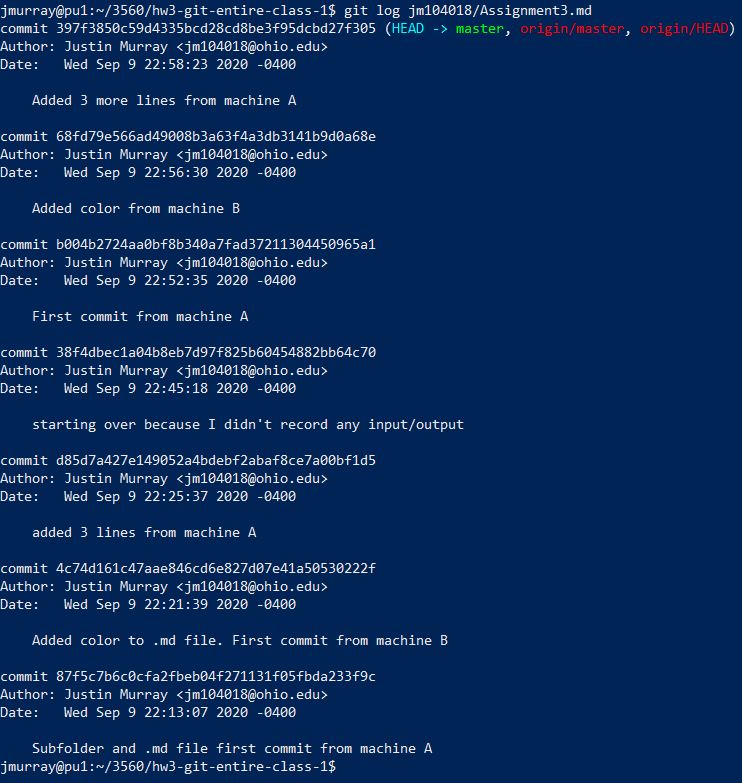 jmurray@pu1:~/3560/hw3-git-entire-class-1$ git log jm104018/Assignment3.md
commit 397f3850c59d4335bcd28cd8be3f95dcbd27f305 (HEAD -> master, origin/master, origin/HEAD)
Author: Justin Murray <jm104018@ohio.edu>
Date:   Wed Sep 9 22:58:23 2020 -0400

    Added 3 more lines from machine A

commit 68fd79e566ad49008b3a63f4a3db3141b9d0a68e
Author: Justin Murray <jm104018@ohio.edu>
Date:   Wed Sep 9 22:56:30 2020 -0400

    Added color from machine B

commit b004b2724aa0bf8b340a7fad37211304450965a1
Author: Justin Murray <jm104018@ohio.edu>
Date:   Wed Sep 9 22:52:35 2020 -0400

    First commit from machine A

commit 38f4dbec1a04b8eb7d97f825b60454882bb64c70
Author: Justin Murray <jm104018@ohio.edu>
Date:   Wed Sep 9 22:45:18 2020 -0400

    starting over because I didn't record any input/output

commit d85d7a427e149052a4bdebf2abaf8ce7a00bf1d5
Author: Justin Murray <jm104018@ohio.edu>
Date:   Wed Sep 9 22:25:37 2020 -0400

    added 3 lines from machine A

commit 4c74d161c47aae846cd6e827d07e41a50530222f
Author: Justin Murray <jm104018@ohio.edu>
Date:   Wed Sep 9 22:21:39 2020 -0400

    Added color to .md file. First commit from machine B

commit 87f5c7b6c0cfa2fbeb04f271131f05fbda233f9c
Author: Justin Murray <jm104018@ohio.edu>
Date:   Wed Sep 9 22:13:07 2020 -0400

    Subfolder and .md file first commit from machine A
jmurray@pu1:~/3560/hw3-git-entire-class-1$